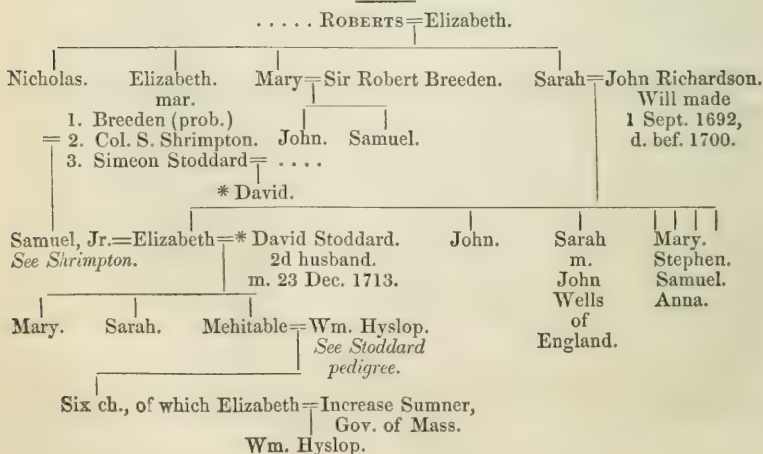 ..... ROBERTS=Elizabeth.
Nicholas. Elizabeth. Mary=Sir Robert Breeden. Sarah=John Richardson.
mar. Will made
1. Breeden (prob.) 1 Sept. 1692,
= 2. Col. S. Shrimpton. John. Samuel. d. bef. 1700.
3. Simeon Stoddard= ....
* David.
Samuel, Jr.=Elizabeth=* David Stoddard. John. Sarah Mary.
See Shrimpton. 2d husband. m. Stephen.
m. 23 Dec. 1713. John Samuel.
Wells Anna.
of
Mary. Sarah. Mehitable=Wm. Hyslop. England.
See Stoddard
pedigree.
Six ch., of which Elizabeth=Increase Sumner,
Gov. of Mass.
Wm. Hyslop.